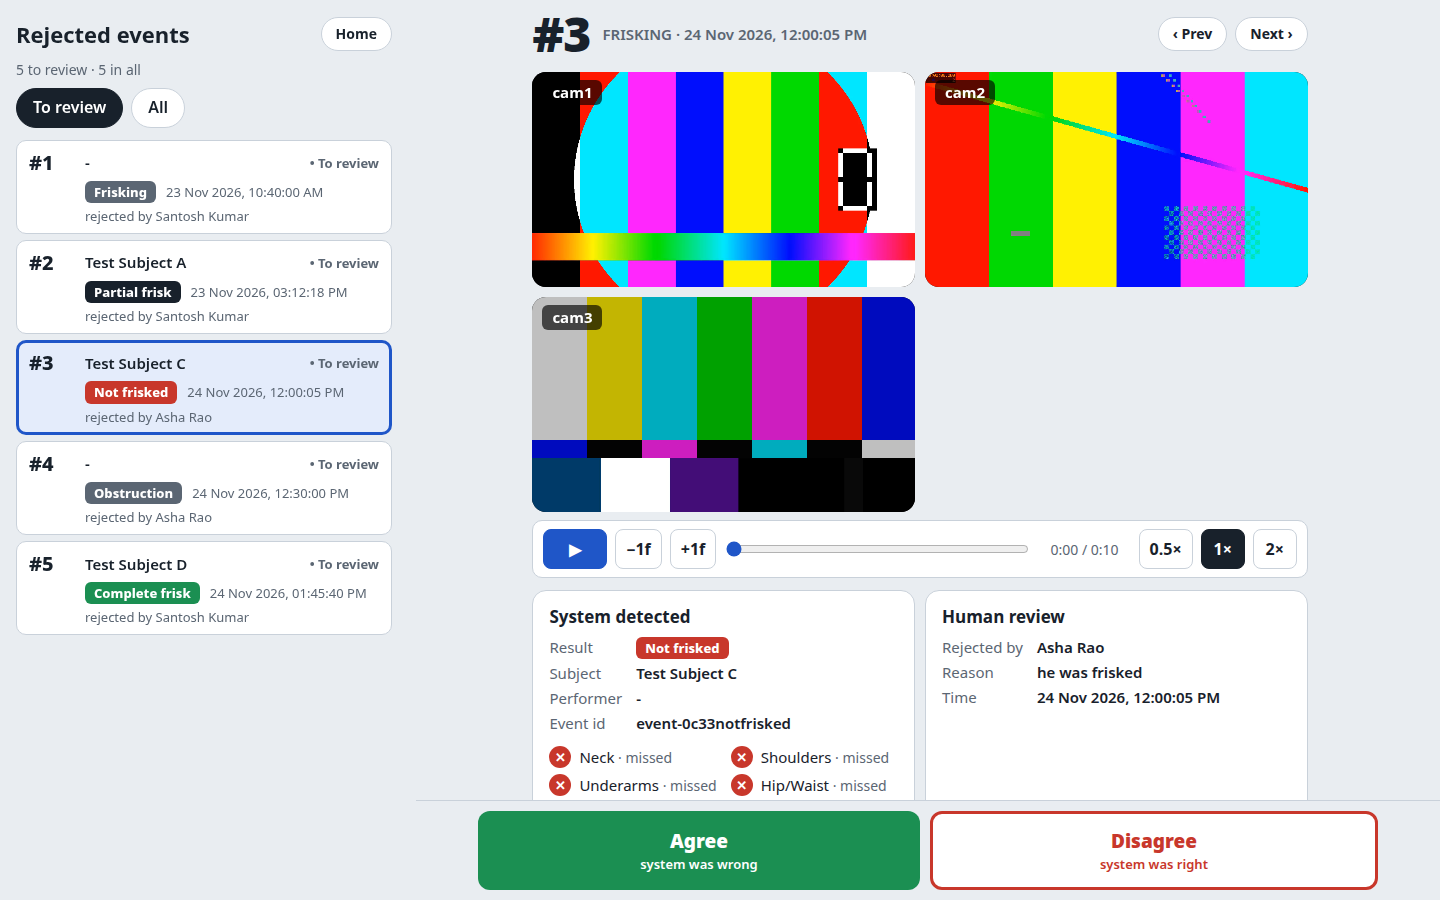 Rejected events
Home
5 to review · 5 in all
To review
All
#1
-
• To review
Frisking
23 Nov 2026, 10:40:00 AM
rejected by Santosh Kumar
#2
Test Subject A
• To review
Partial frisk
23 Nov 2026, 03:12:18 PM
rejected by Santosh Kumar
#3
Test Subject C
• To review
Not frisked
24 Nov 2026, 12:00:05 PM
rejected by Asha Rao
#4
-
• To review
Obstruction
24 Nov 2026, 12:30:00 PM
rejected by Asha Rao
#5
Test Subject D
• To review
Complete frisk
24 Nov 2026, 01:45:40 PM
rejected by Santosh Kumar
#3 FRISKING · 24 Nov 2026, 12:00:05 PM
‹ Prev
Next ›
cam1
cam2
cam3
−1f
+1f
0:00 / 0:10
0.5×
1×
2×
System detected
Result Not frisked
Subject Test Subject C
Performer -
Event id event-0c33notfrisked
Neck · missed
Shoulders · missed
Underarms · missed
Hip/Waist · missed
Human review
Rejected by Asha Rao
Reason he was frisked
Time 24 Nov 2026, 12:00:05 PM
Agree
system was wrong
Disagree
system was right